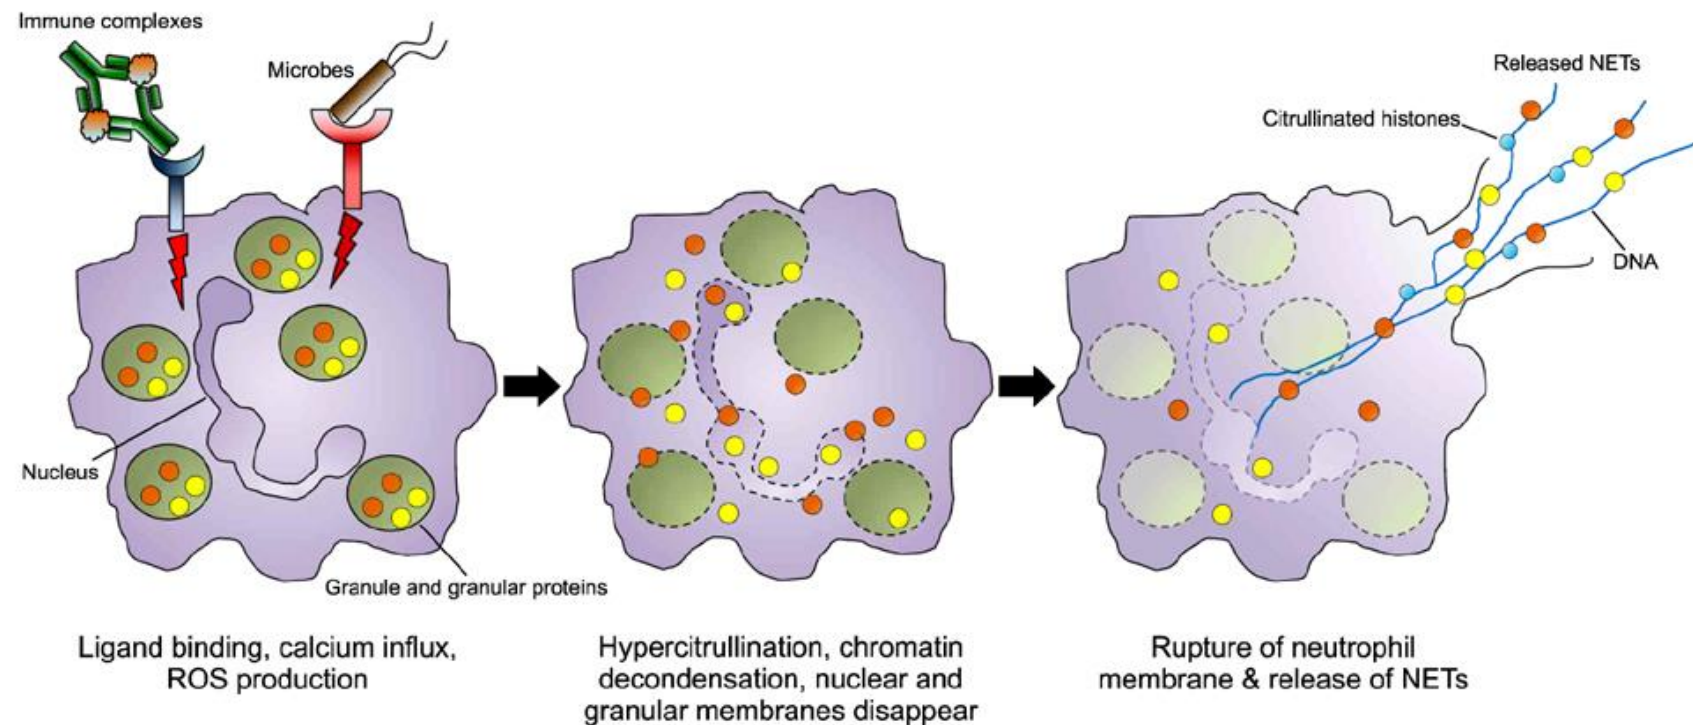 Immune complexes
Microbes
Nucleus
Granule and granular proteins
Ligand binding, calcium influx,
ROS production
Hypercitrullination, chromatin
decondensation, nuclear and
granular membranes disappear
Released NETs
Citrullinated histones
DNA
Rupture of neutrophil
membrane & release of NETs